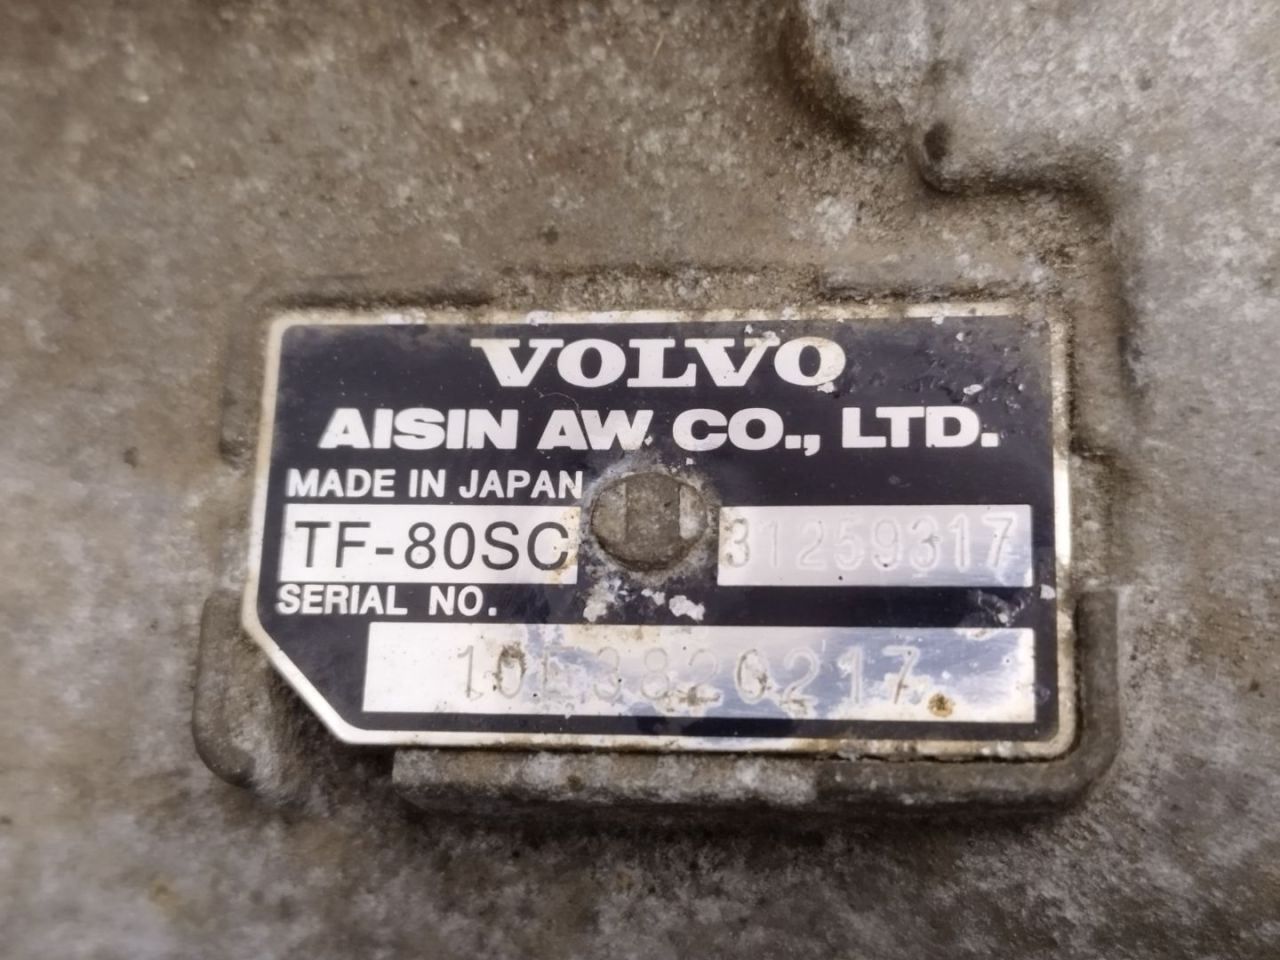 VOLVO
AISIN AW CO., LTD.
MADE IN JAPAN
TF-80SC 31259317
SERIAL NO.
10E3820217